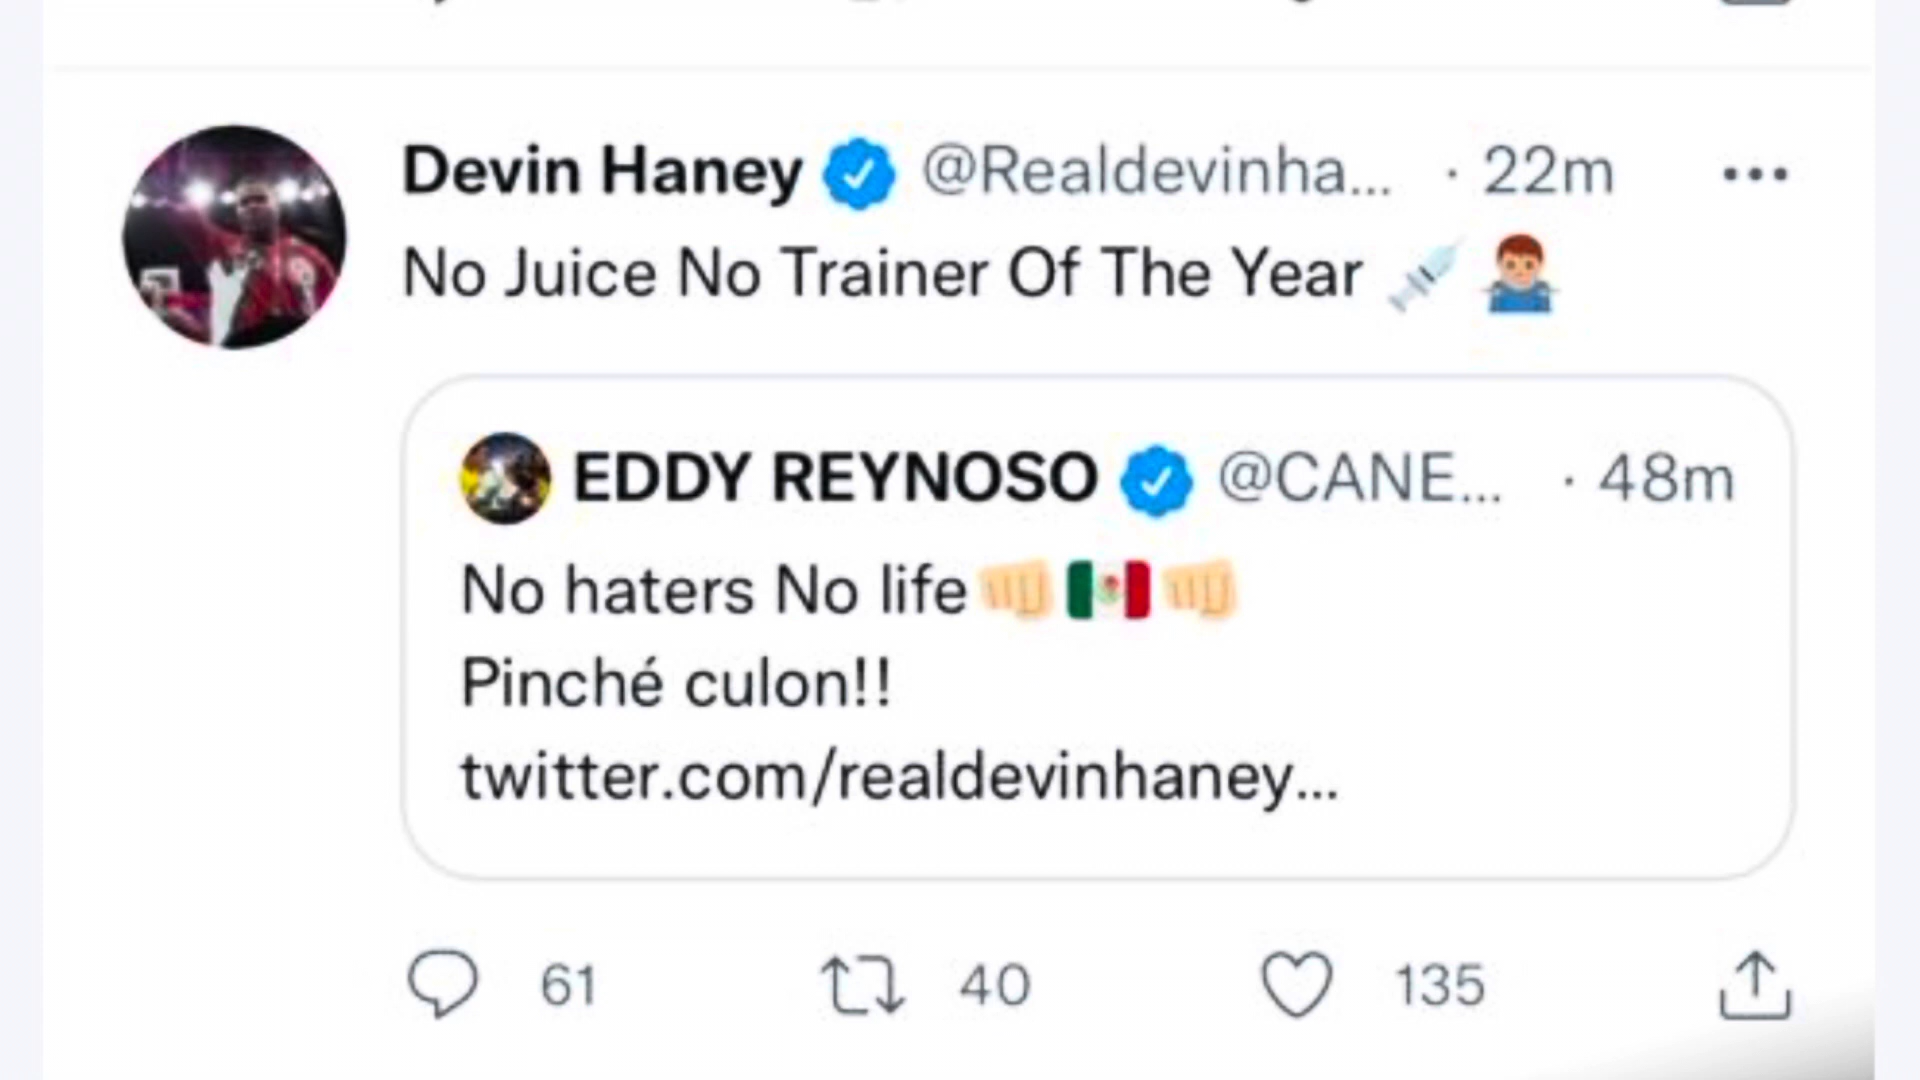 Devin Haney @Realdevinha... · 22m
No Juice No Trainer Of The Year 💉 🤷🏽‍♂️
EDDY REYNOSO @CANE... · 48m
No haters No life👊🏻🇲🇽👊🏻
Pinché culon!!
twitter.com/realdevinhaney...
61 40 135